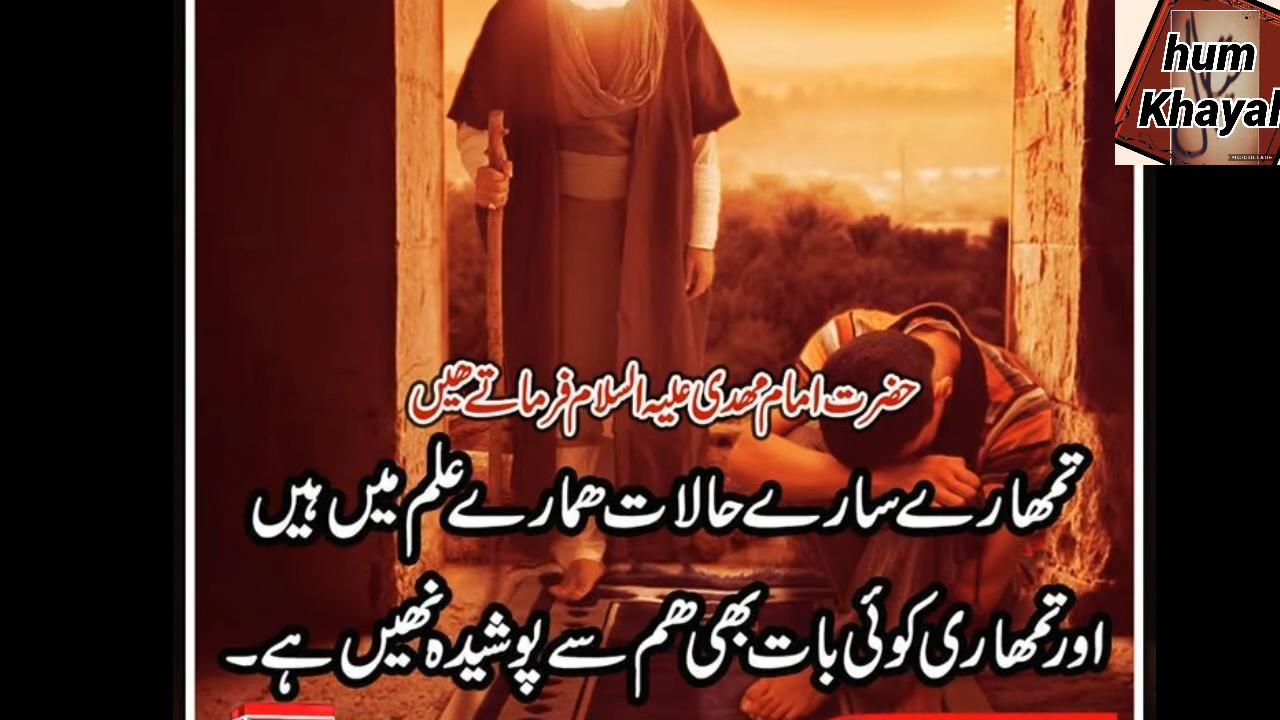 hum
Khayal
حضرت امام مھدی علیہ السلام فرماتے ھیں
تمھارے سارے حالات ھمارے علم میں ہیں
اور تمھاری کوئی بات بھی ھم سے پوشیدہ نھیں ہے۔